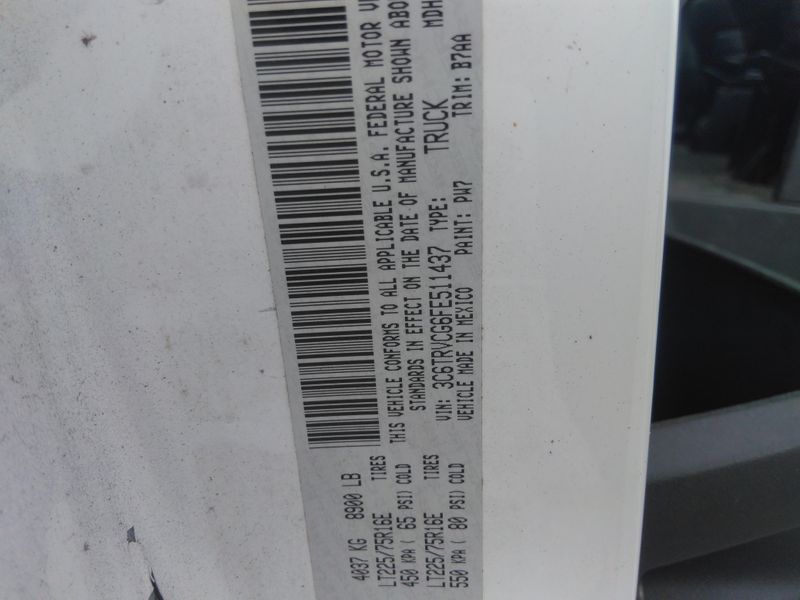 4037 KG 8900 LB
LT225/75R16E TIRES
450 KPA ( 65 PSI) COLD
LT225/75R16E TIRES
550 KPA ( 80 PSI) COLD
THIS VEHICLE CONFORMS TO ALL APPLICABLE U.S.A. FEDERAL MOTOR
STANDARDS IN EFFECT ON THE DATE OF MANUFACTURE SHOWN
VIN: 3C6TRVCG6FE511437 TYPE: TRUCK MDH
VEHICLE MADE IN MEXICO PAINT: PW7 TRIM: B7AA